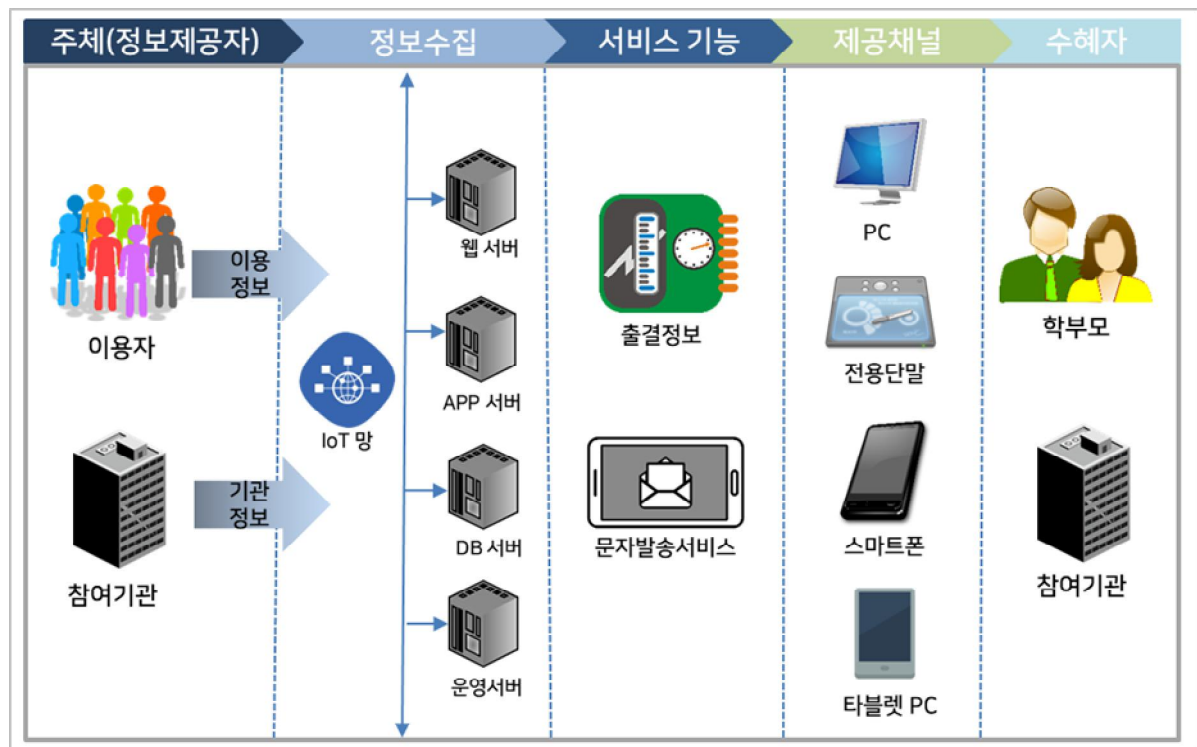 주체(정보제공자)
정보수집
서비스 기능
제공채널
수혜자
이용자
이용
정보
참여기관
기관
정보
IoT 망
웹 서버
APP 서버
DB 서버
운영서버
출결정보
문자발송서비스
PC
전용단말
스마트폰
타블렛 PC
학부모
참여기관